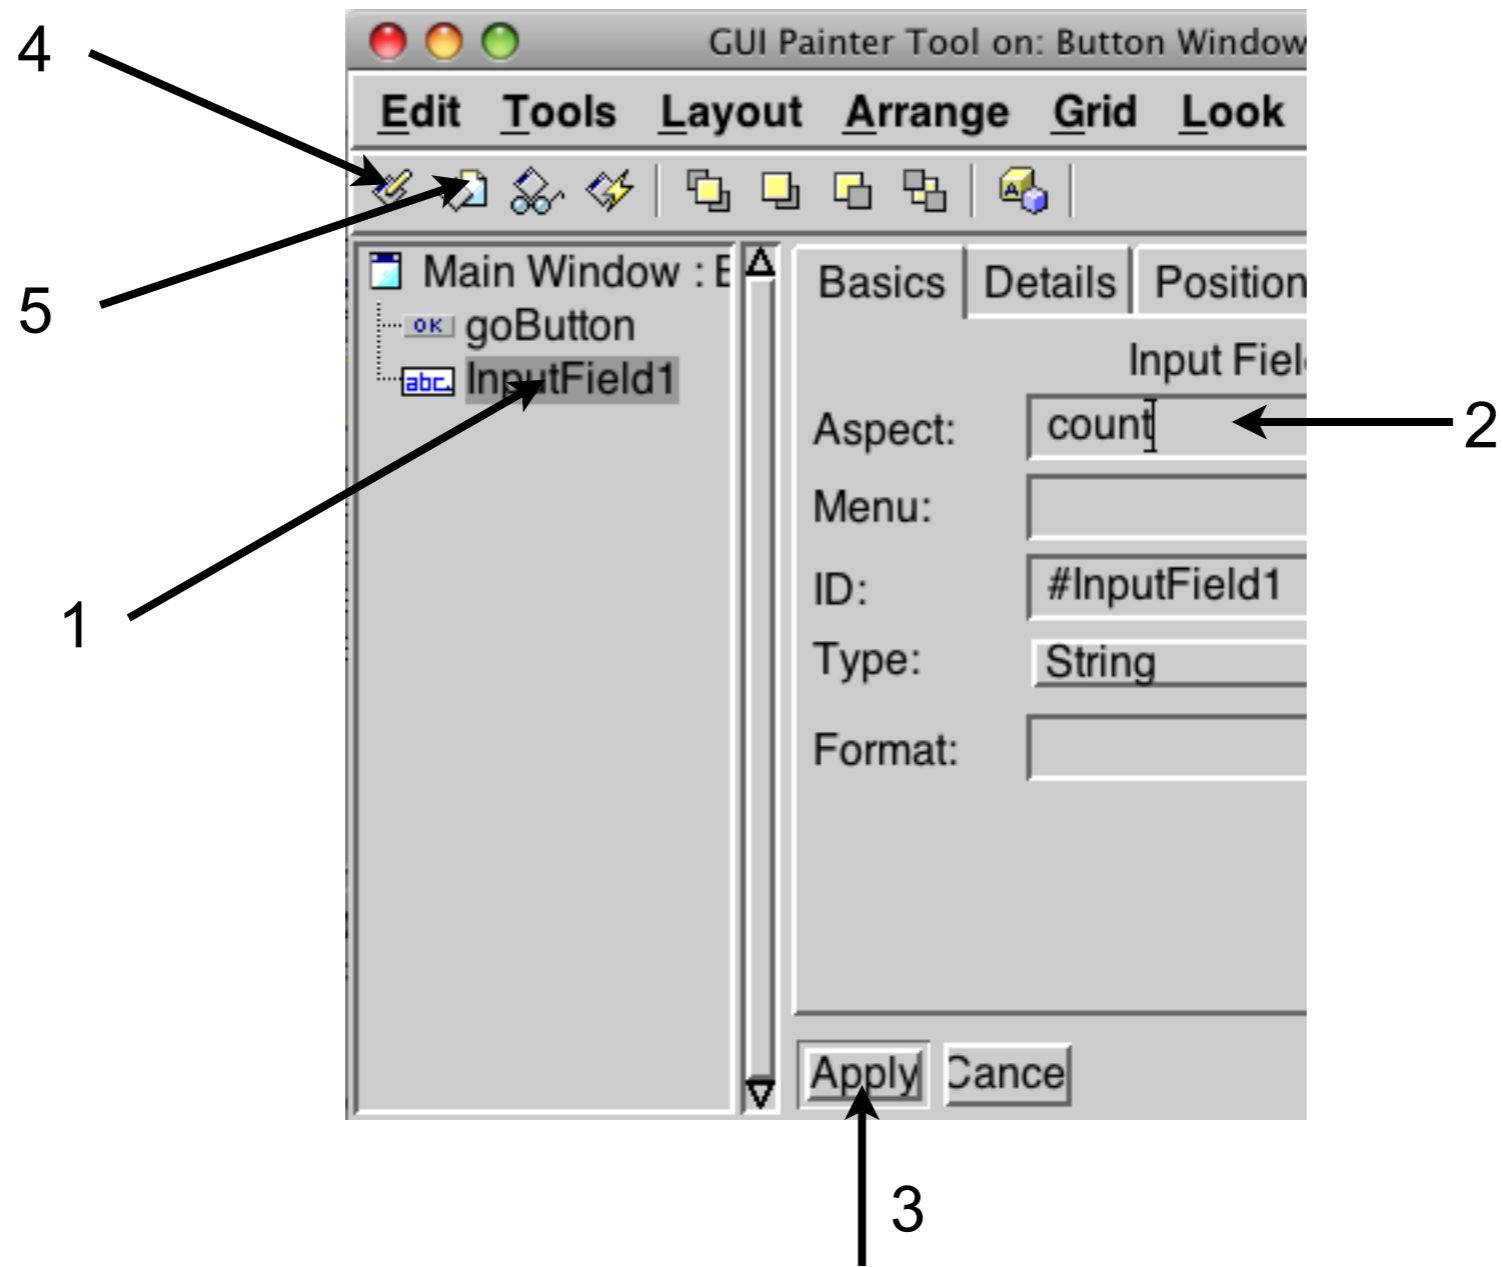 4
GUI Painter Tool on: Button Window
Edit Tools Layout Arrange Grid Look
5
Main Window : B
OK goButton
abc. InputField1
Basics Details Position
Input Fiel
Aspect: count
2
Menu:
ID: #InputField1
1
Type: String
Format:
Apply Cance
3